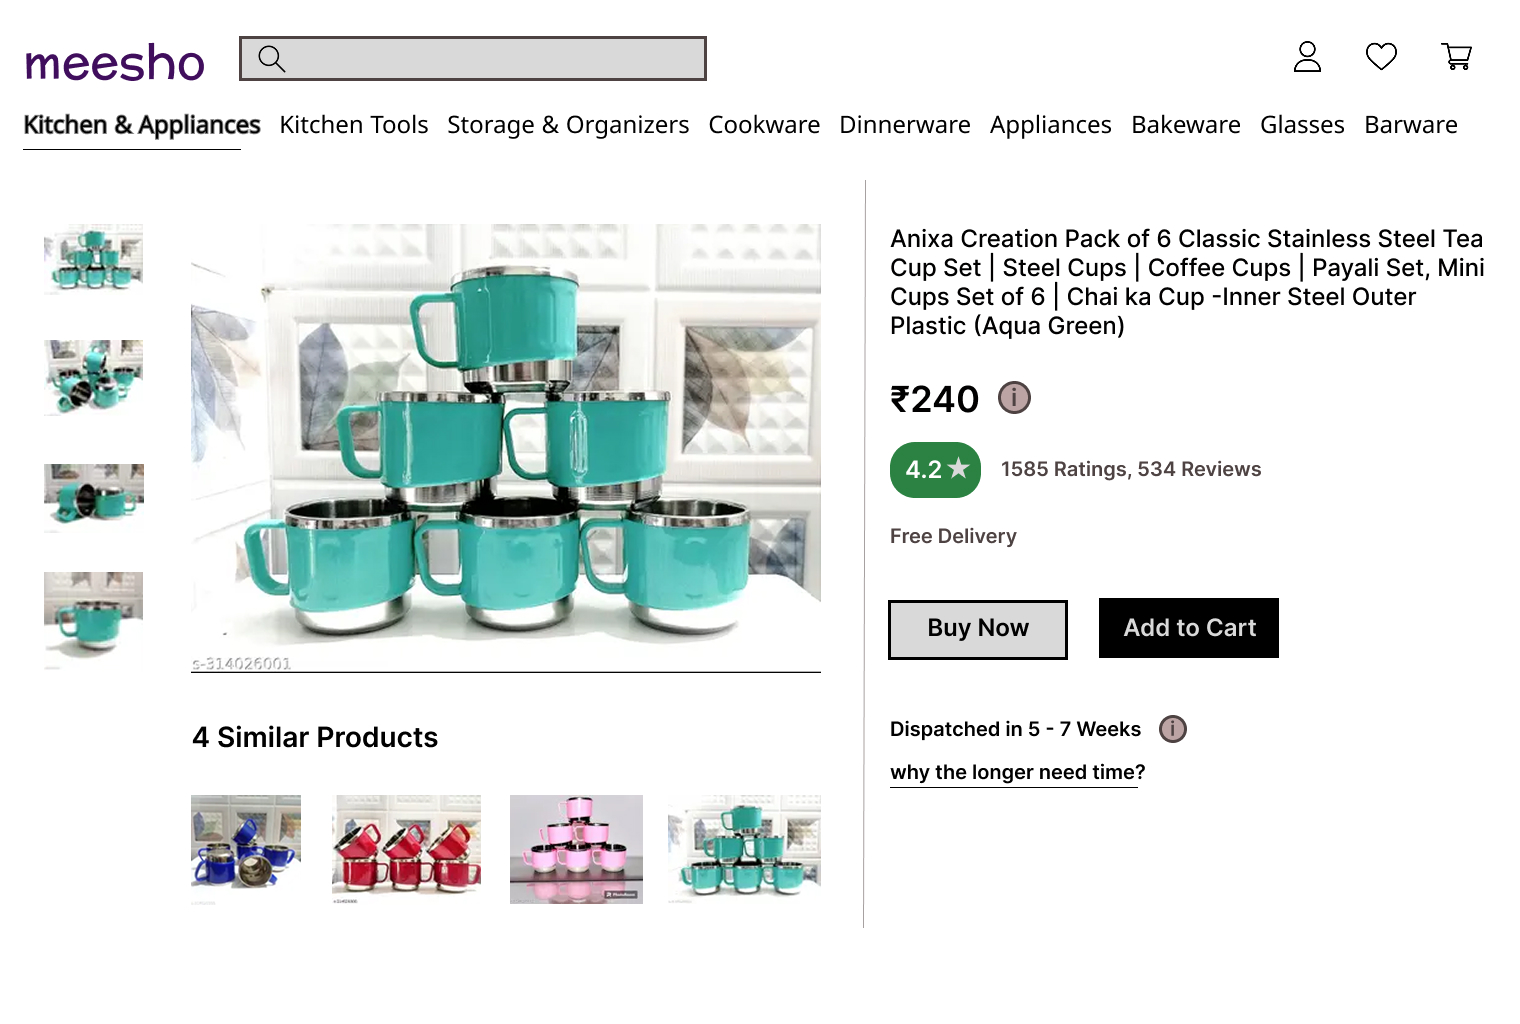 meesho
Kitchen & Appliances Kitchen Tools Storage & Organizers Cookware Dinnerware Appliances Bakeware Glasses Barware
Anixa Creation Pack of 6 Classic Stainless Steel Tea
Cup Set | Steel Cups | Coffee Cups | Payali Set, Mini
Cups Set of 6 | Chai ka Cup -Inner Steel Outer
Plastic (Aqua Green)
₹240 i
4.2 ★ 1585 Ratings, 534 Reviews
Free Delivery
Buy Now Add to Cart
s-314026001
Dispatched in 5 - 7 Weeks i
why the longer need time?
4 Similar Products